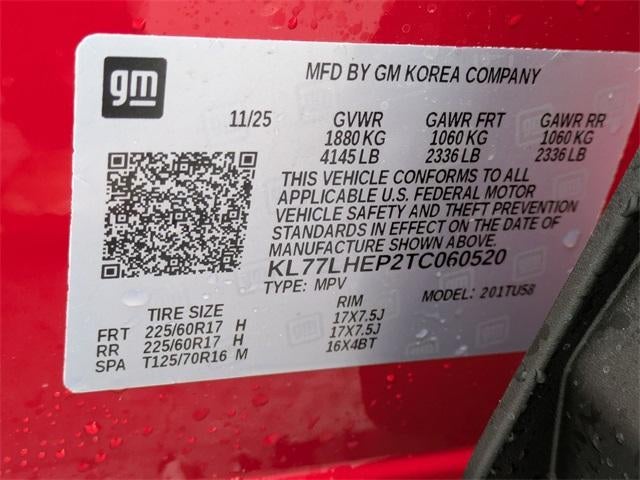 gm
MFD BY GM KOREA COMPANY
11/25 GVWR GAWR FRT GAWR RR
1880 KG 1060 KG 1060 KG
4145 LB 2336 LB 2336 LB
THIS VEHICLE CONFORMS TO ALL
APPLICABLE U.S. FEDERAL MOTOR
VEHICLE SAFETY AND THEFT PREVENTION
STANDARDS IN EFFECT ON THE DATE OF
MANUFACTURE SHOWN ABOVE.
KL77LHEP2TC060520
TYPE: MPV MODEL: 201TU58
TIRE SIZE RIM
FRT 225/60R17 H 17X7.5J
RR 225/60R17 H 17X7.5J
SPA T125/70R16 M 16X4BT